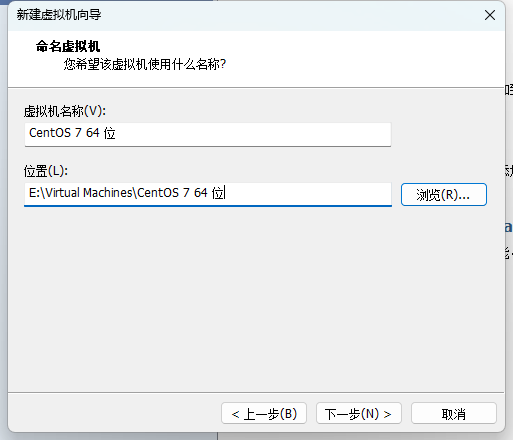 新建虚拟机向导
命名虚拟机
您希望该虚拟机使用什么名称?
虚拟机名称(V):
CentOS 7 64 位
位置(L):
E:\Virtual Machines\CentOS 7 64 位
浏览(R)...
< 上一步(B)
下一步(N) >
取消